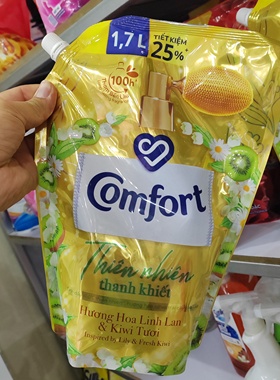 1,7L
TIẾT KIỆM
25%
100h
Comfort
Thiên nhiên
thanh khiết
Hương Hoa Linh Lan
& Kiwi Tươi
Inspired by Lily & Fresh Kiwi